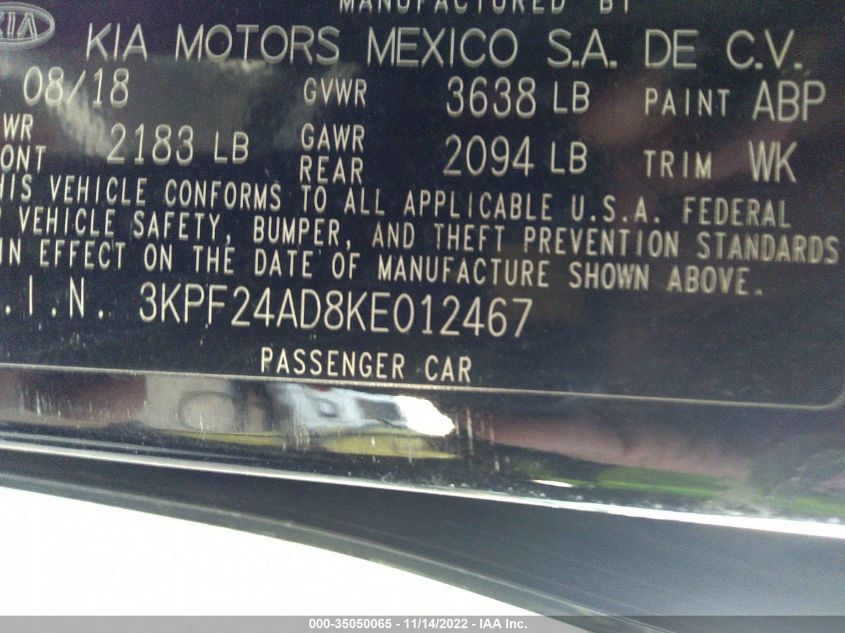 MANUFACTURED BY
KIA
KIA MOTORS MEXICO S.A. DE C.V.
08/18 GVWR 3638 LB PAINT ABP
WR GAWR
ONT 2183 LB REAR 2094 LB TRIM WK
HIS VEHICLE CONFORMS TO ALL APPLICABLE U.S.A. FEDERAL
VEHICLE SAFETY, BUMPER, AND THEFT PREVENTION STANDARDS
IN EFFECT ON THE DATE OF MANUFACTURE SHOWN ABOVE.
.I.N. 3KPF24AD8KE012467
PASSENGER CAR
000-35050065 - 11/14/2022 - IAA Inc.